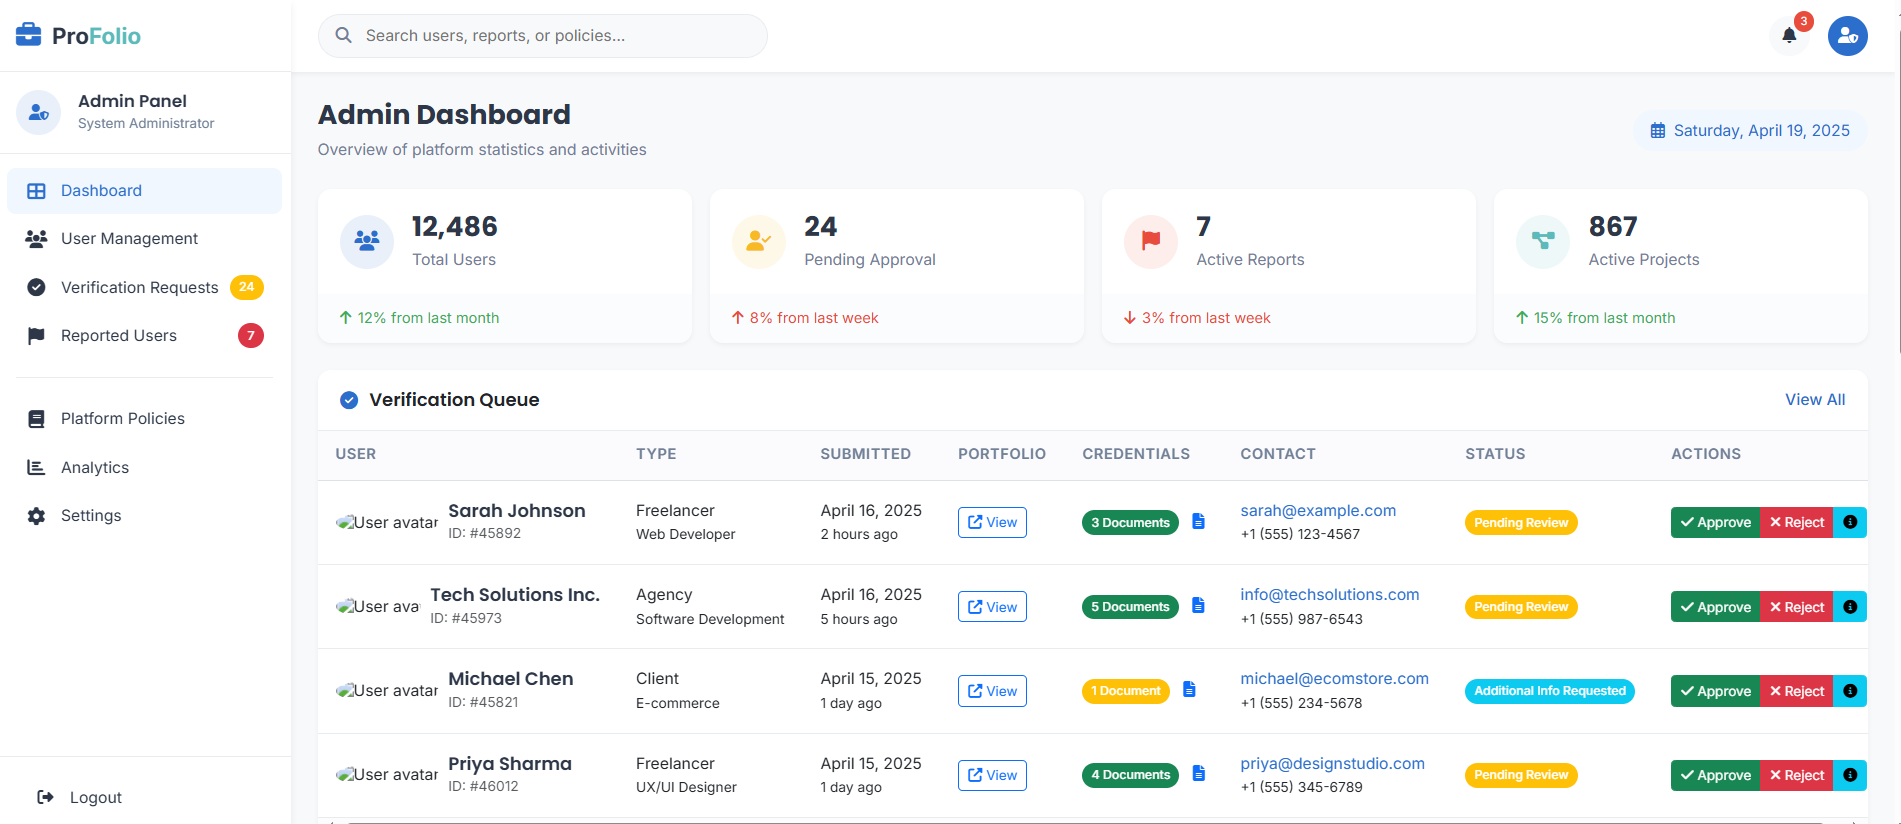 ProFolio
Search users, reports, or policies...
3
Admin Panel
System Administrator
Dashboard
User Management
Verification Requests 24
Reported Users 7
Platform Policies
Analytics
Settings
Logout
Admin Dashboard
Overview of platform statistics and activities
Saturday, April 19, 2025
12,486
Total Users
12% from last month
24
Pending Approval
8% from last week
7
Active Reports
3% from last week
867
Active Projects
15% from last month
Verification Queue
View All
USER TYPE SUBMITTED PORTFOLIO CREDENTIALS CONTACT STATUS ACTIONS
User avatar Sarah Johnson Freelancer April 16, 2025 View 3 Documents sarah@example.com Pending Review Approve Reject
ID: #45892 Web Developer 2 hours ago +1 (555) 123-4567
User ava Tech Solutions Inc. Agency April 16, 2025 View 5 Documents info@techsolutions.com Pending Review Approve Reject
ID: #45973 Software Development 5 hours ago +1 (555) 987-6543
User avatar Michael Chen Client April 15, 2025 View 1 Document michael@ecomstore.com Additional Info Requested Approve Reject
ID: #45821 E-commerce 1 day ago +1 (555) 234-5678
User avatar Priya Sharma Freelancer April 15, 2025 View 4 Documents priya@designstudio.com Pending Review Approve Reject
ID: #46012 UX/UI Designer 1 day ago +1 (555) 345-6789